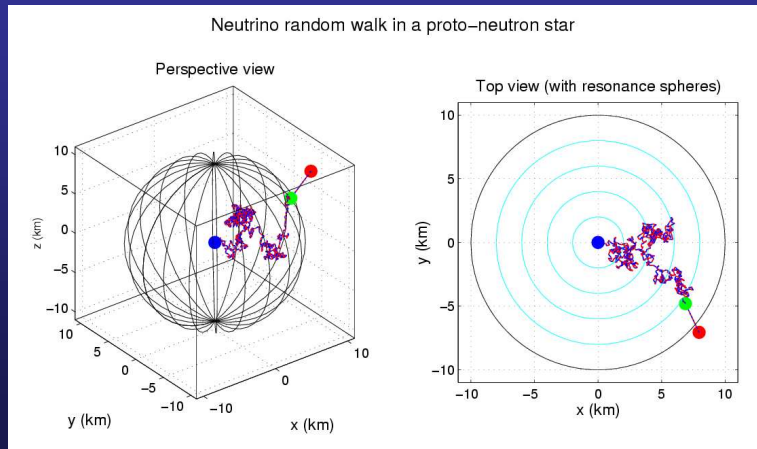 Neutrino random walk in a proto−neutron star
Perspective view
10
5
0
−5
−10
z (km)
10
5
0
−5
−10
y (km)
−10
0
10
x (km)
Top view (with resonance spheres)
10
5
0
−5
−10
y (km)
−10
−5
0
5
10
x (km)